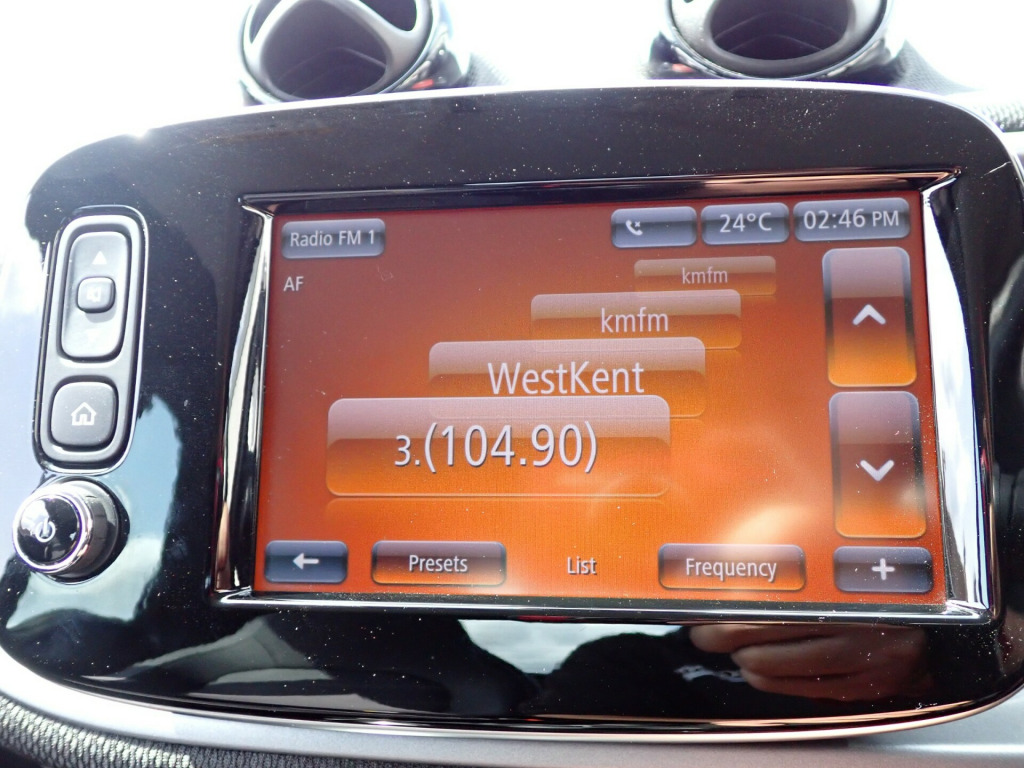 Radio FM 1
24°C
02:46 PM
AF
kmfm
kmfm
WestKent
3.(104.90)
Presets
List
Frequency